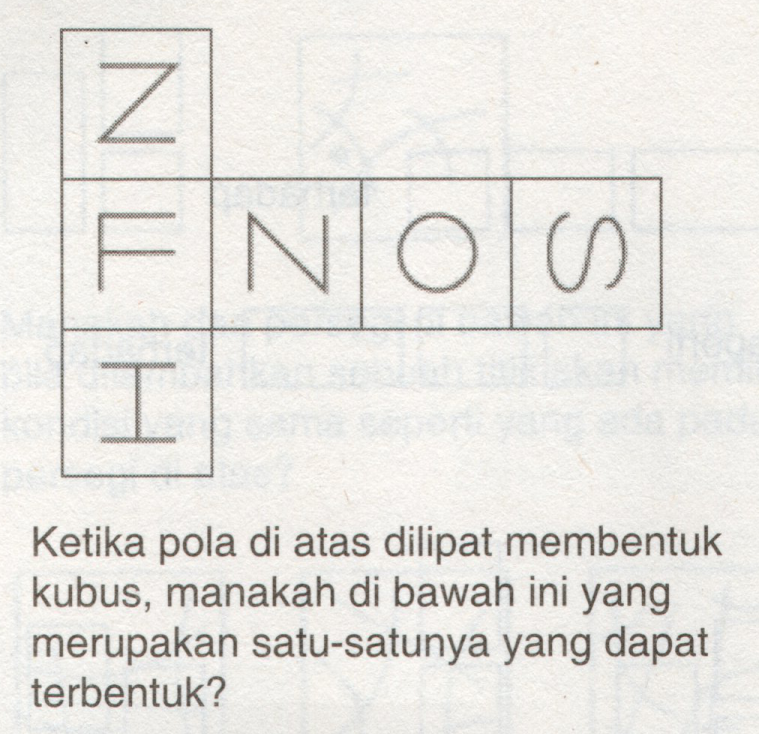 Z
F N O S
I
Ketika pola di atas dilipat membentuk
kubus, manakah di bawah ini yang
merupakan satu-satunya yang dapat
terbentuk?